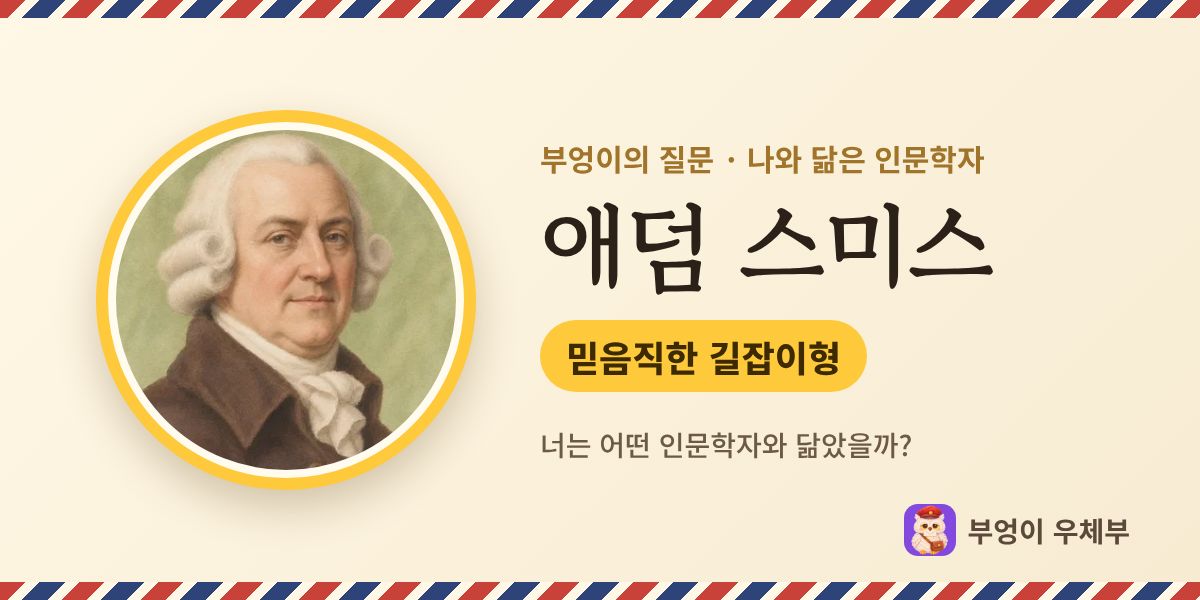 부엉이의 질문 · 나와 닮은 인문학자
애덤 스미스
믿음직한 길잡이형
너는 어떤 인문학자와 닮았을까?
부엉이 우체부